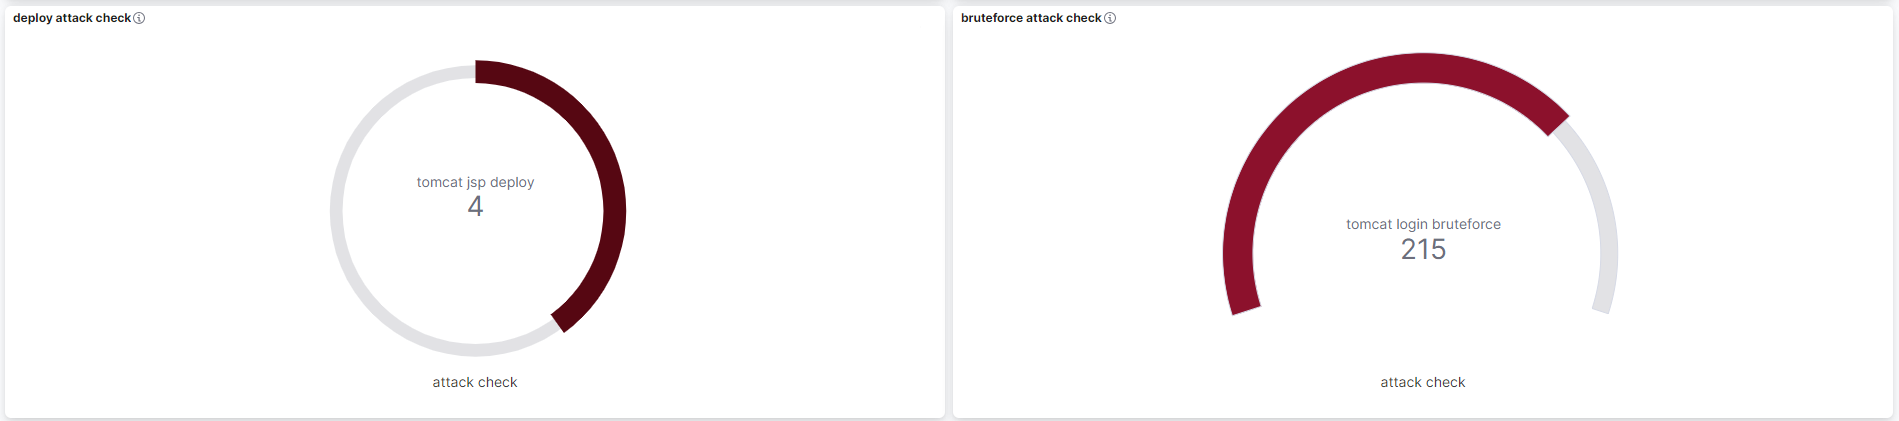 deploy attack check
tomcat jsp deploy
4
attack check
bruteforce attack check
tomcat login bruteforce
215
attack check